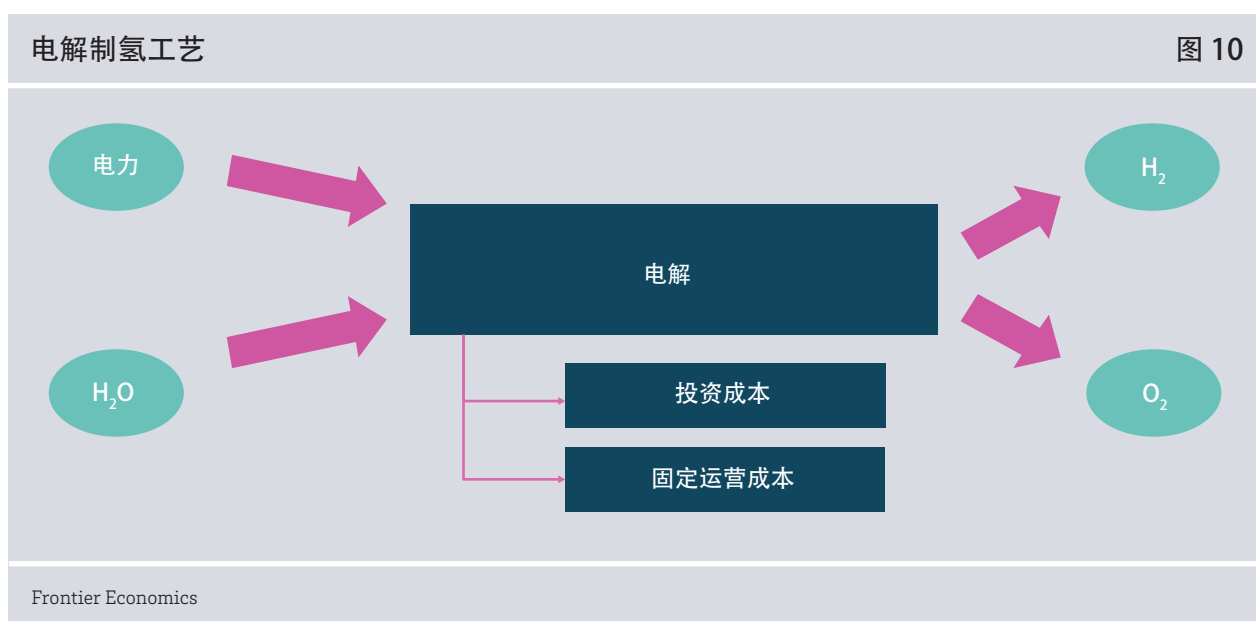 电解制氢工艺
图 10
电力
H₂
电解
H₂O
投资成本
O₂
固定运营成本
Frontier Economics